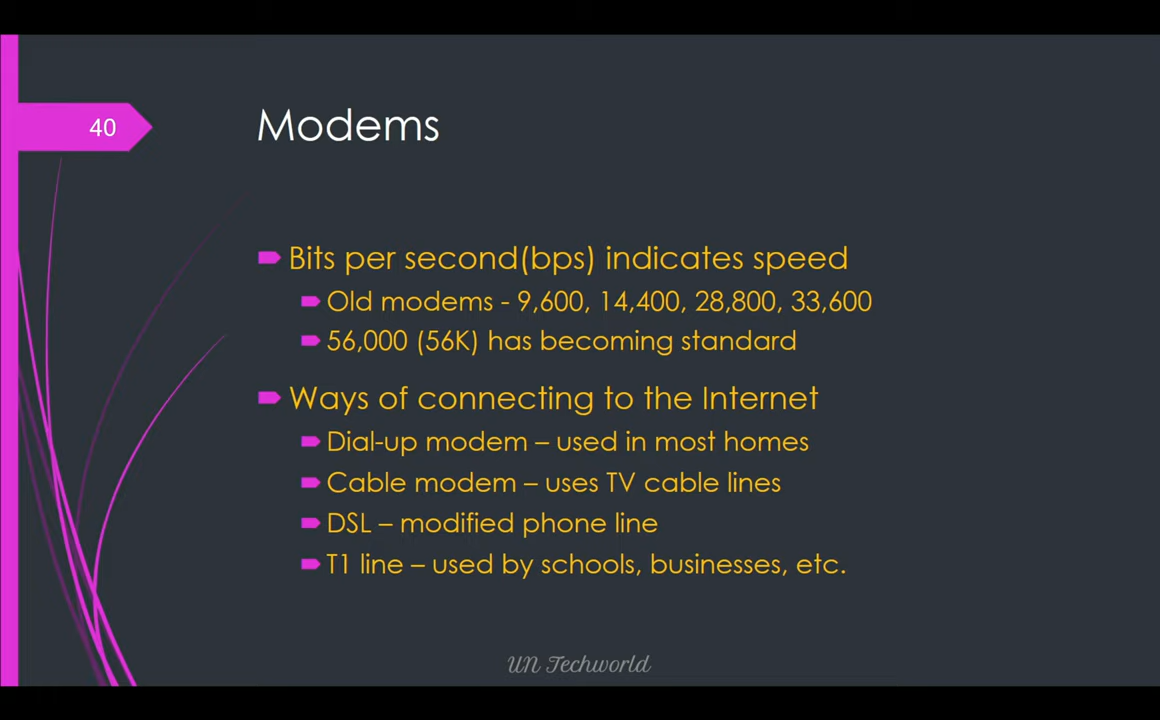 40
Modems
Bits per second(bps) indicates speed
Old modems - 9,600, 14,400, 28,800, 33,600
56,000 (56K) has becoming standard
Ways of connecting to the Internet
Dial-up modem – used in most homes
Cable modem – uses TV cable lines
DSL – modified phone line
T1 line – used by schools, businesses, etc.
UN Techworld